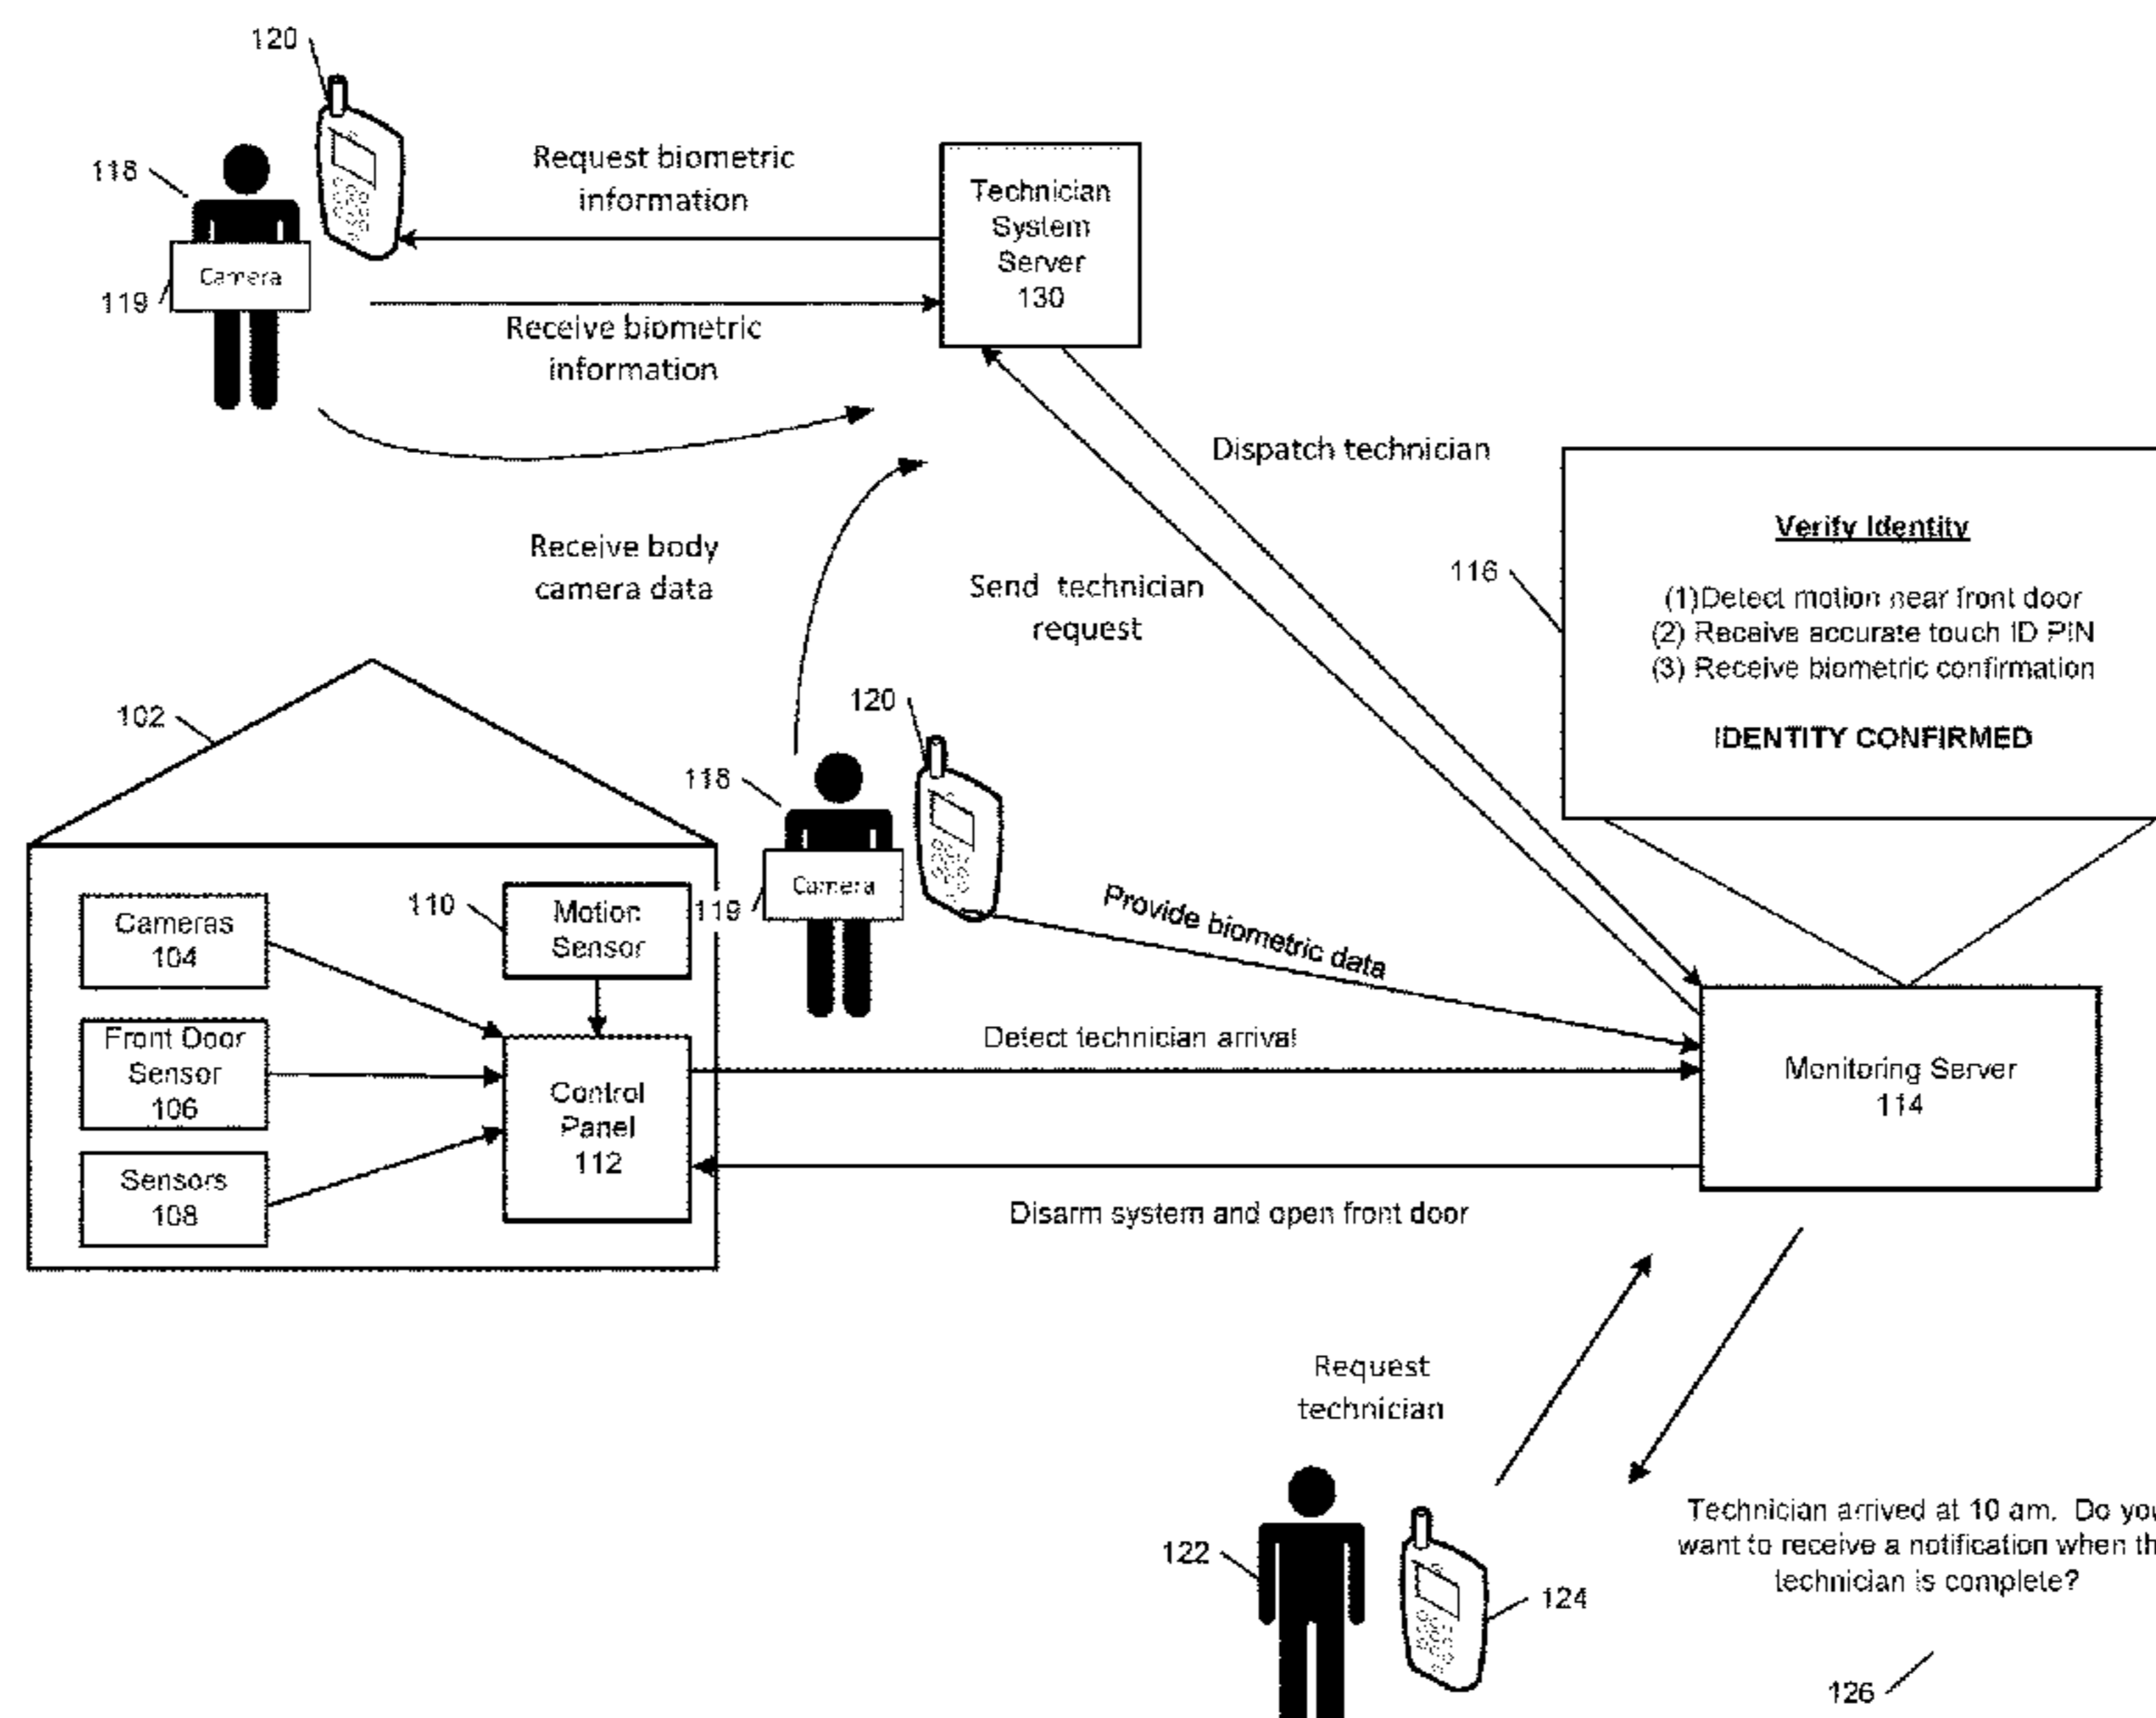 120
118
Camera
119
Request biometric
information
Receive biometric
information
Technician
System
Server
130
Dispatch technician
Receive body
camera data
Send technician
request
116
Verify Identity
(1)Detect motion near front door
(2) Receive accurate touch ID PIN
(3) Receive biometric confirmation
IDENTITY CONFIRMED
102
120
118
Camera
119
Provide biometric data
Cameras
104
110
Motion
Sensor
Front Door
Sensor
106
Control
Panel
112
Sensors
108
Detect technician arrival
Monitoring Server
114
Disarm system and open front door
Request
technician
122
124
Technician arrived at 10 am. Do you
want to receive a notification when th
technician is complete?
126